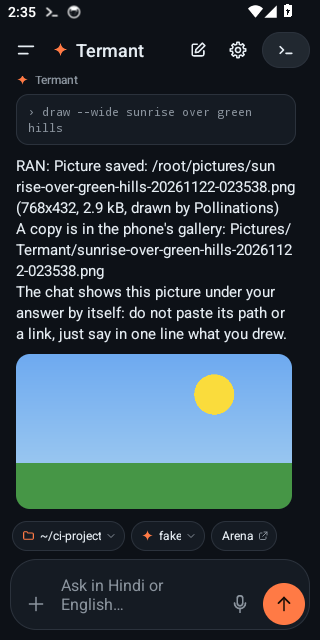 2:35
Termant
Termant
› draw --wide sunrise over green
hills
RAN: Picture saved: /root/pictures/sun
rise-over-green-hills-20261122-023538.png
(768x432, 2.9 kB, drawn by Pollinations)
A copy is in the phone's gallery: Pictures/
Termant/sunrise-over-green-hills-2026112
2-023538.png
The chat shows this picture under your
answer by itself: do not paste its path or
a link, just say in one line what you drew.
~/ci-project
fake
Arena
Ask in Hindi or
English…